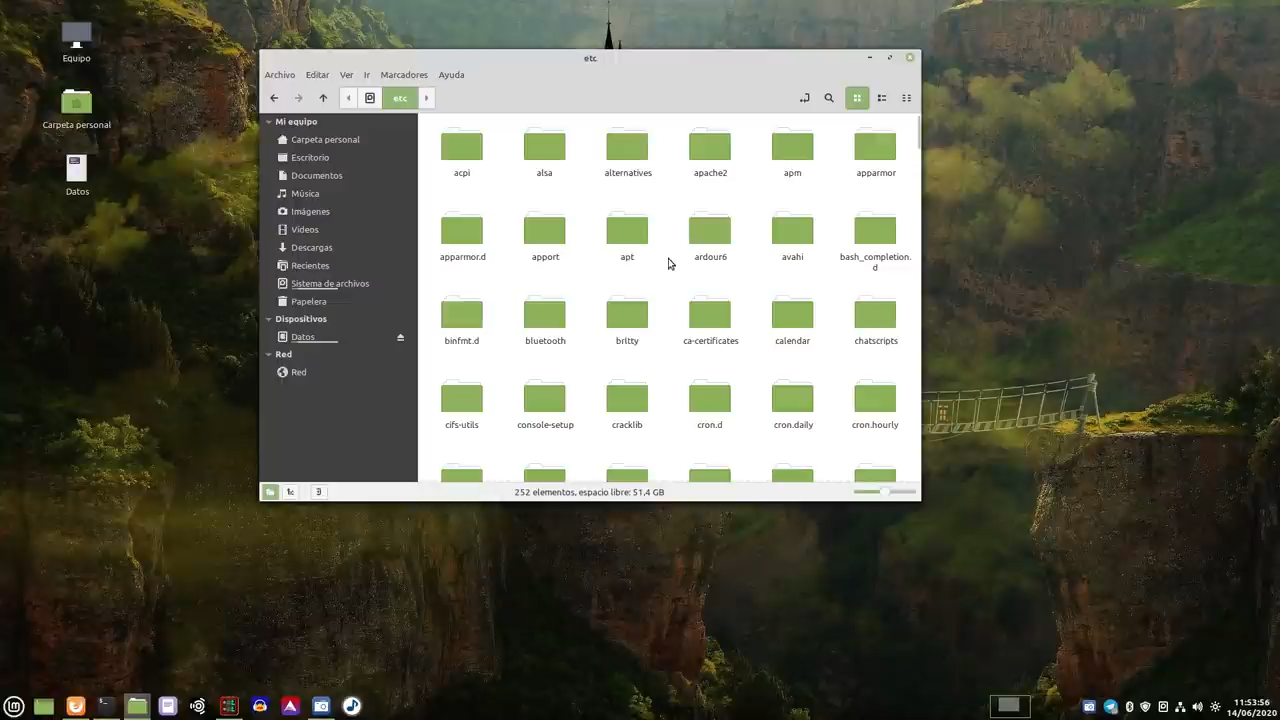 Equipo
Carpeta personal
Datos
etc
Archivo Editar Ver Ir Marcadores Ayuda
etc
Mi equipo
Carpeta personal
Escritorio
Documentos
Música
Imágenes
Vídeos
Descargas
Recientes
Sistema de archivos
Papelera
Dispositivos
Datos
Red
Red
acpi alsa alternatives apache2 apm apparmor
apparmor.d apport apt ardour6 avahi bash_completion.
d
binfmt.d bluetooth brltty ca-certificates calendar chatscripts
cifs-utils console-setup cracklib cron.d cron.daily cron.hourly
252 elementos, espacio libre: 51,4 GB
11:53:56
14/06/2020